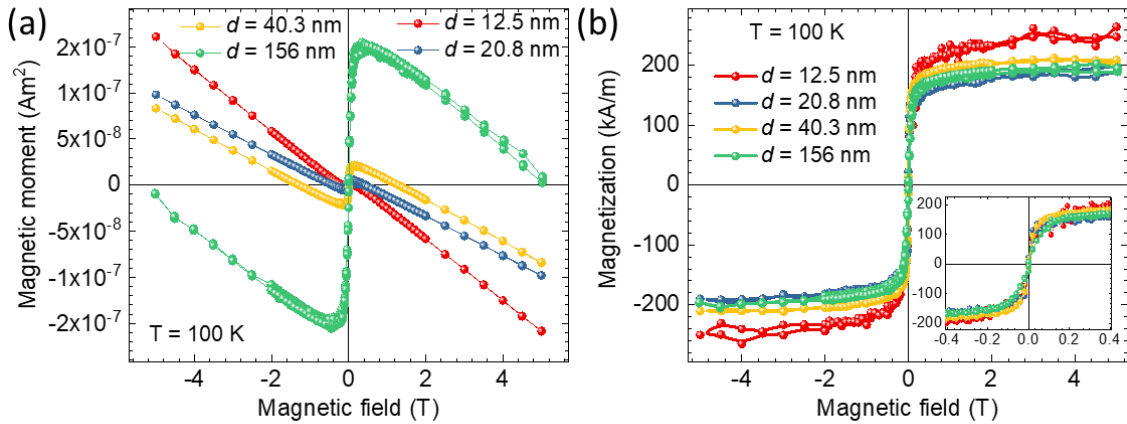 (a)
d = 40.3 nm
d = 12.5 nm
d = 156 nm
d = 20.8 nm
2x10⁻⁷
1x10⁻⁷
5x10⁻⁸
0
-5x10⁻⁸
-1x10⁻⁷
-2x10⁻⁷
Magnetic moment (Am²)
T = 100 K
-4
-2
0
2
4
Magnetic field (T)
(b)
T = 100 K
d = 12.5 nm
d = 20.8 nm
d = 40.3 nm
d = 156 nm
200
100
0
-100
-200
Magnetization (kA/m)
200
100
0
-100
-200
-0.4
-0.2
0.0
0.2
0.4
-4
-2
0
2
4
Magnetic field (T)